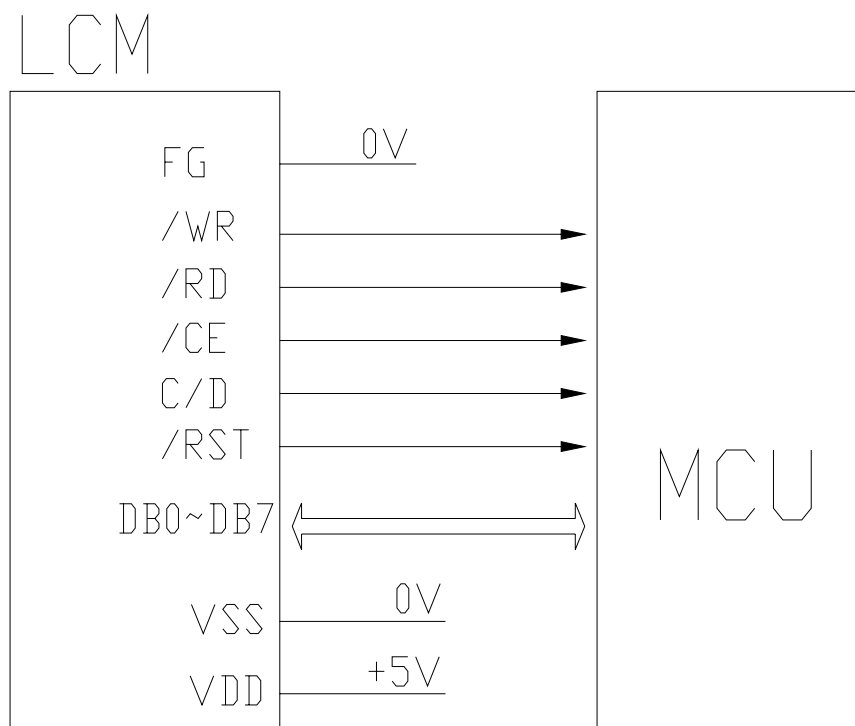 LCM
FG 0V
/WR
/RD
/CE
C/D
/RST
MCU
DB0~DB7
VSS 0V
VDD +5V